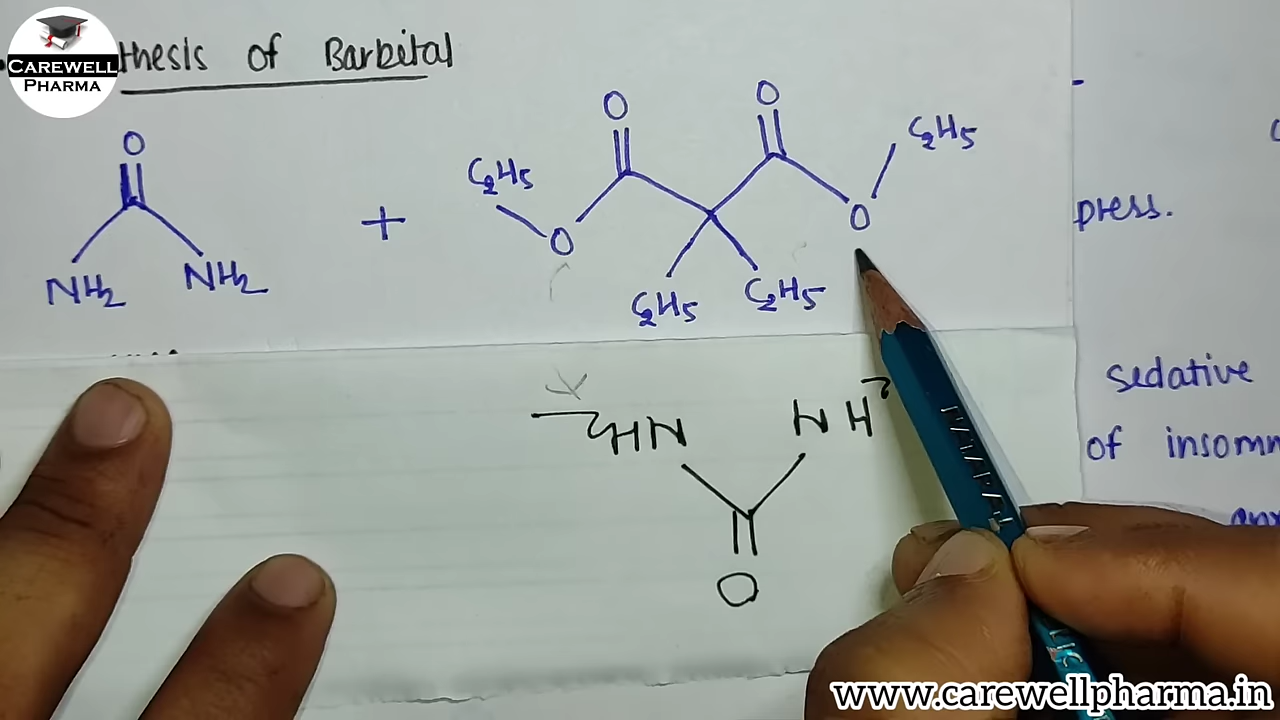 CAREWELL
PHARMA
thesis of Barbital
O
NH2 NH2
+
O O
C2H5 C2H5
O O
C2H5 C2H5
press.
sedative
of insomn
HN NH
O
LIC
www.carewellpharma.in